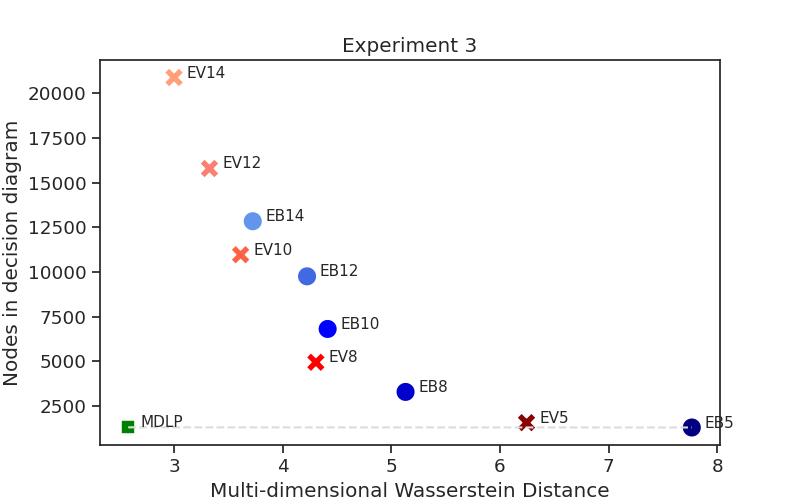 Experiment 3
Nodes in decision diagram
20000
17500
15000
12500
10000
7500
5000
2500
EV14
EV12
EB14
EV10
EB12
EB10
EV8
EB8
EV5
MDLP
EB5
3
4
5
6
7
8
Multi-dimensional Wasserstein Distance